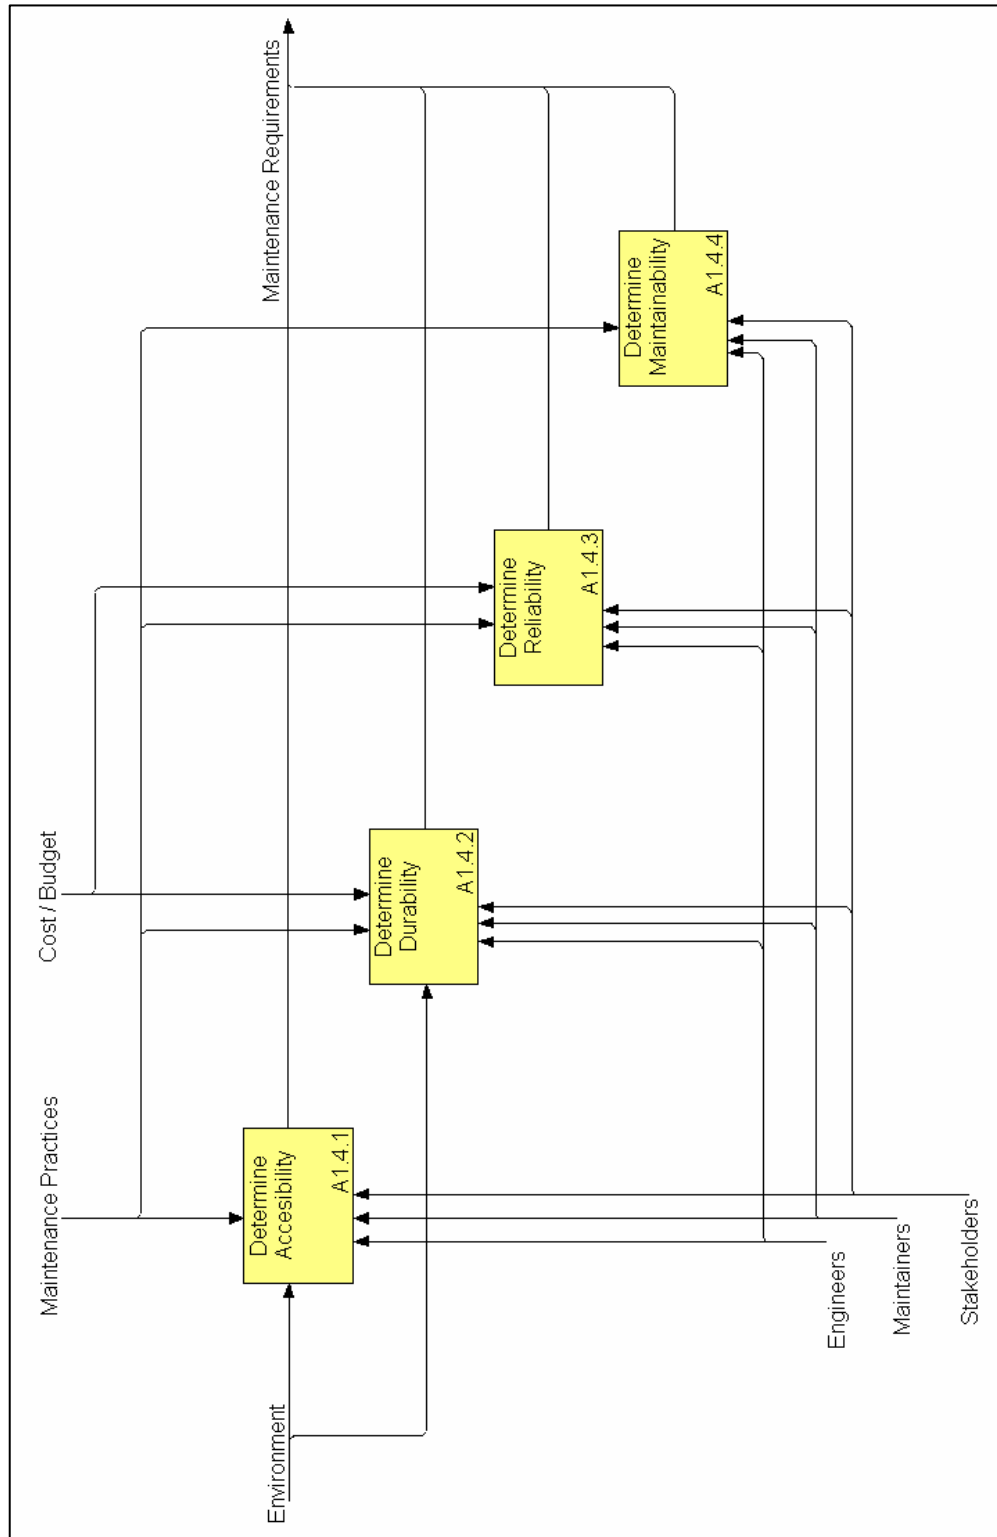 Maintenance Practices
Cost / Budget
Maintenance Requirements
Environment
Determine
Accesibility
A1.4.1
Determine
Durability
A1.4.2
Determine
Reliability
A1.4.3
Determine
Maintainability
A1.4.4
Engineers
Maintainers
Stakeholders